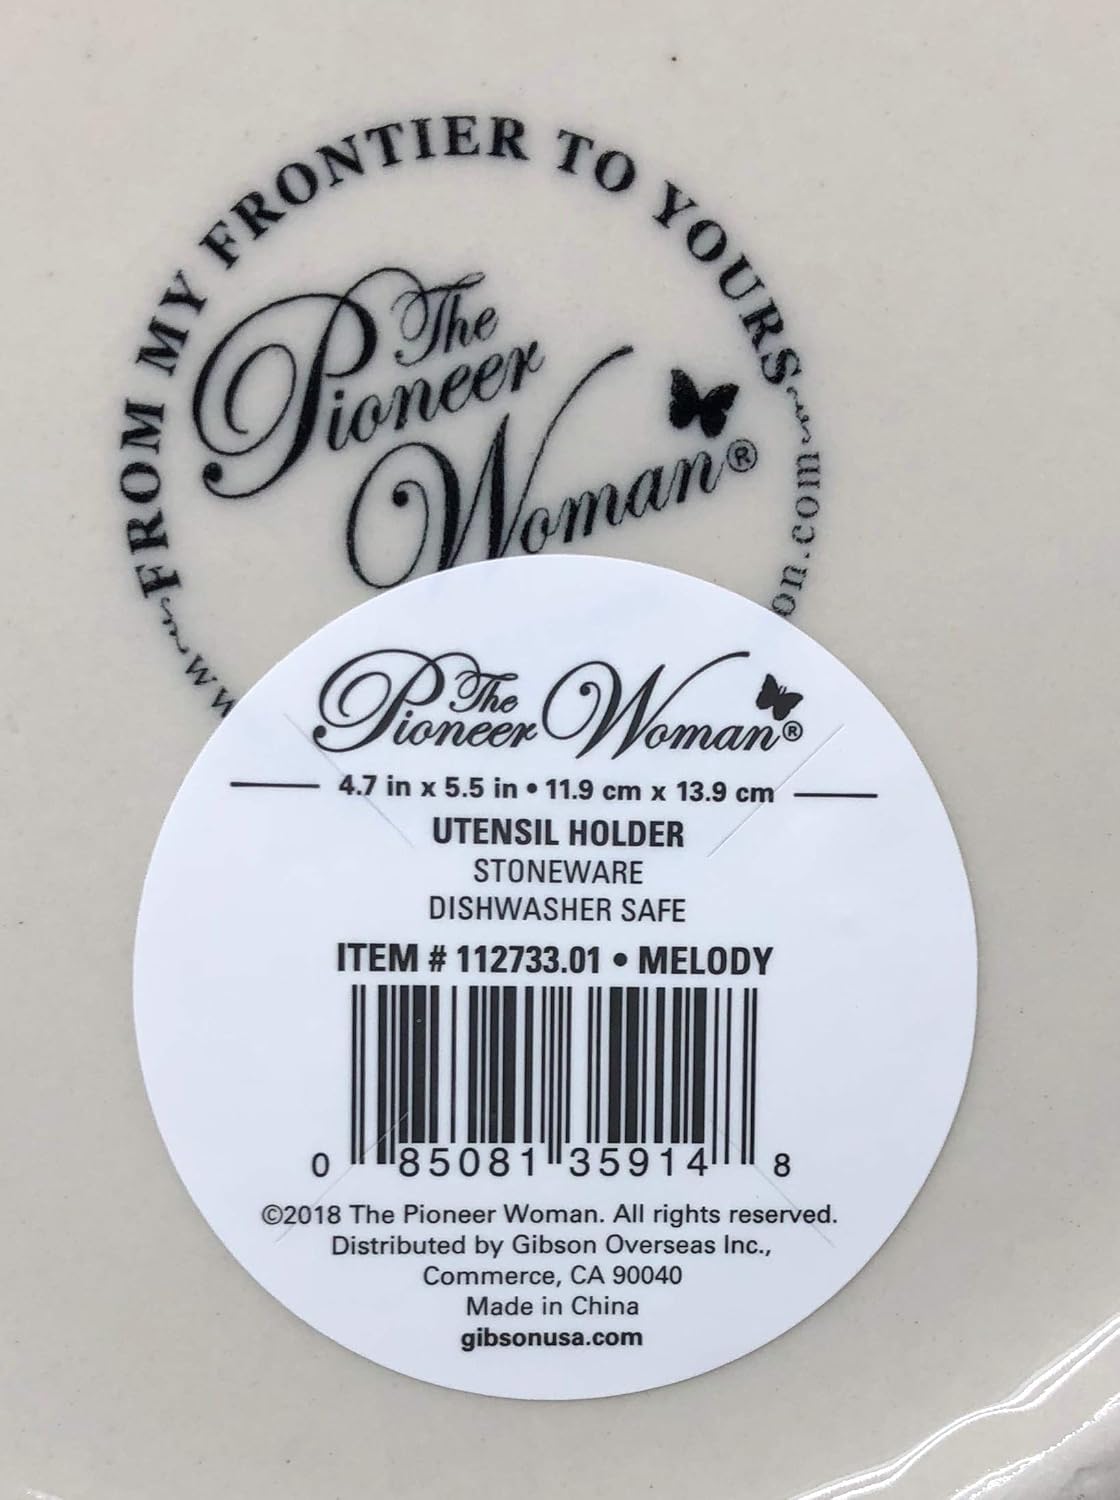 FROM MY FRONTIER TO YOURS
The
Pioneer
Woman®
The Pioneer Woman®
4.7 in x 5.5 in • 11.9 cm x 13.9 cm
UTENSIL HOLDER
STONEWARE
DISHWASHER SAFE
ITEM # 112733.01 • MELODY
0 85081 35914 8
©2018 The Pioneer Woman. All rights reserved.
Distributed by Gibson Overseas Inc.,
Commerce, CA 90040
Made in China
gibsonusa.com